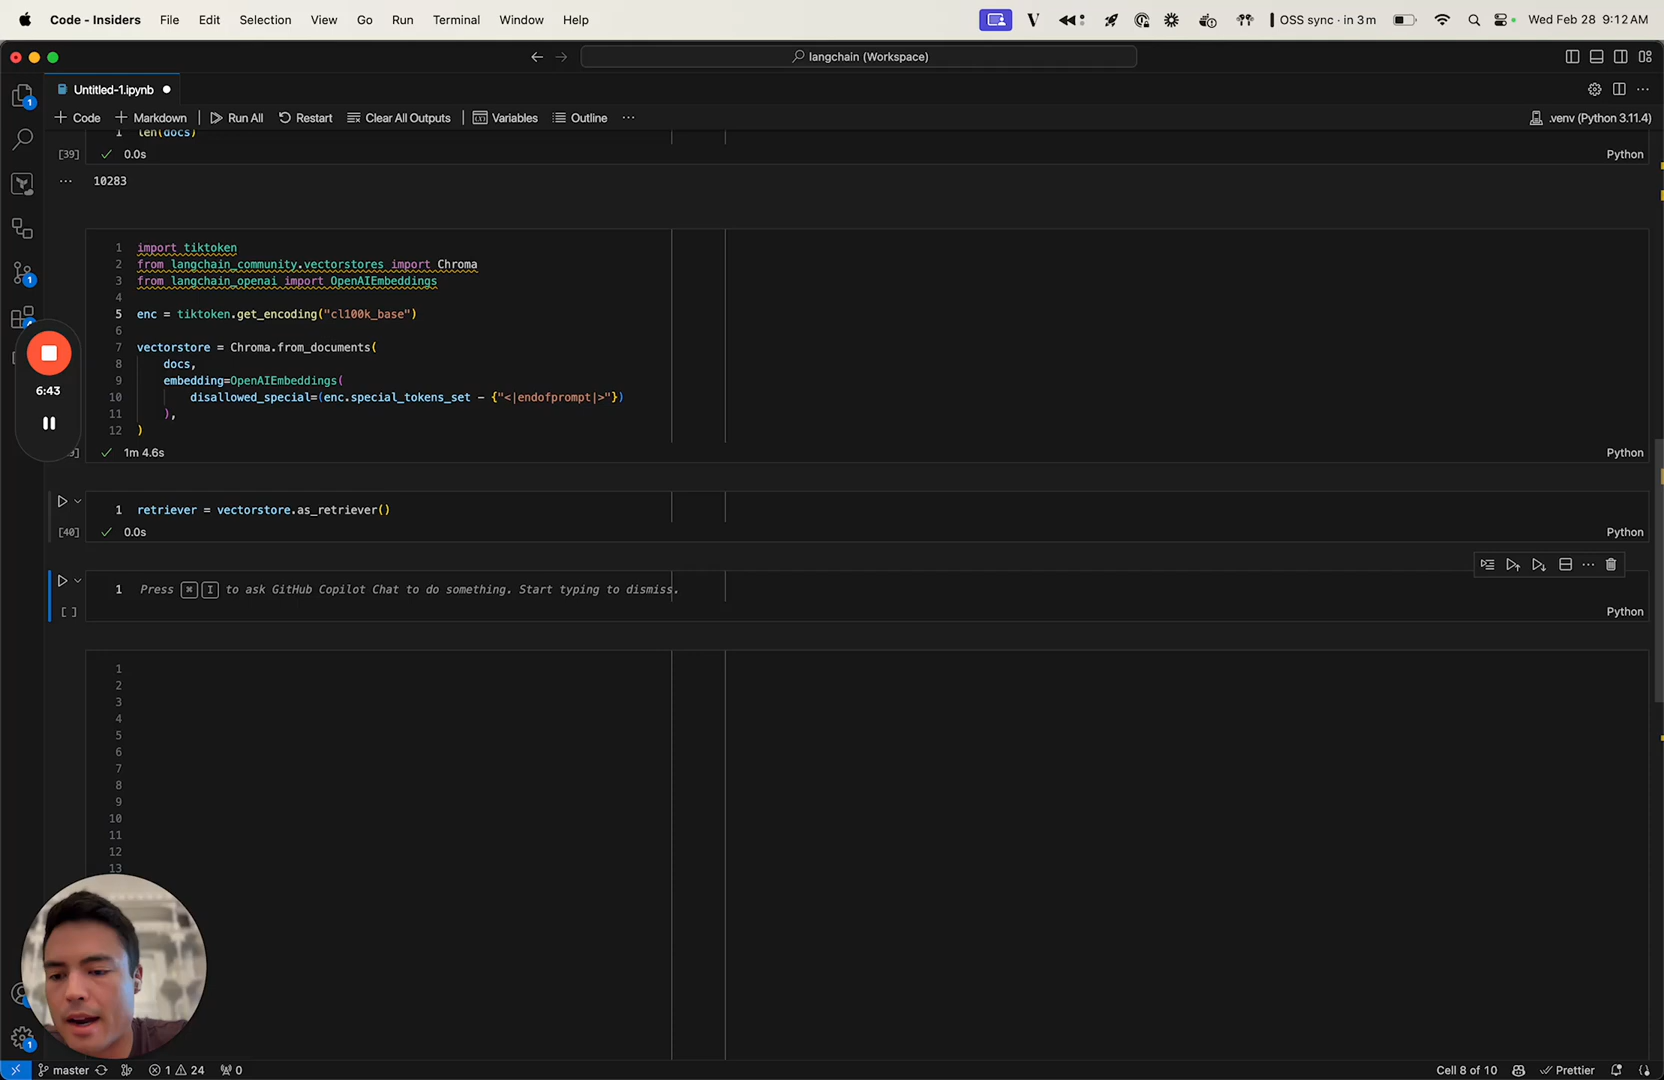 Code - Insiders File Edit Selection View Go Run Terminal Window Help V OSS sync · in 3m Wed Feb 28 9:12 AM
langchain (Workspace)
Untitled-1.ipynb
Code Markdown Run All Restart Clear All Outputs Variables Outline ··· .venv (Python 3.11.4)
1 len(docs)
[39] 0.0s Python
10283
1 import tiktoken
2 from langchain_community.vectorstores import Chroma
3 from langchain_openai import OpenAIEmbeddings
4
5 enc = tiktoken.get_encoding("cl100k_base")
6
7 vectorstore = Chroma.from_documents(
8 docs,
9 embedding=OpenAIEmbeddings(
10 disallowed_special=(enc.special_tokens_set - {"<|endofprompt|>"})
11 ),
12 )
1m 4.6s Python
6:43
1 retriever = vectorstore.as_retriever()
[40] 0.0s Python
1 Press ⌘ I to ask GitHub Copilot Chat to do something. Start typing to dismiss.
[ ] Python
1
2
3
4
5
6
7
8
9
10
11
12
13
master 1 24 0 Cell 8 of 10 Prettier